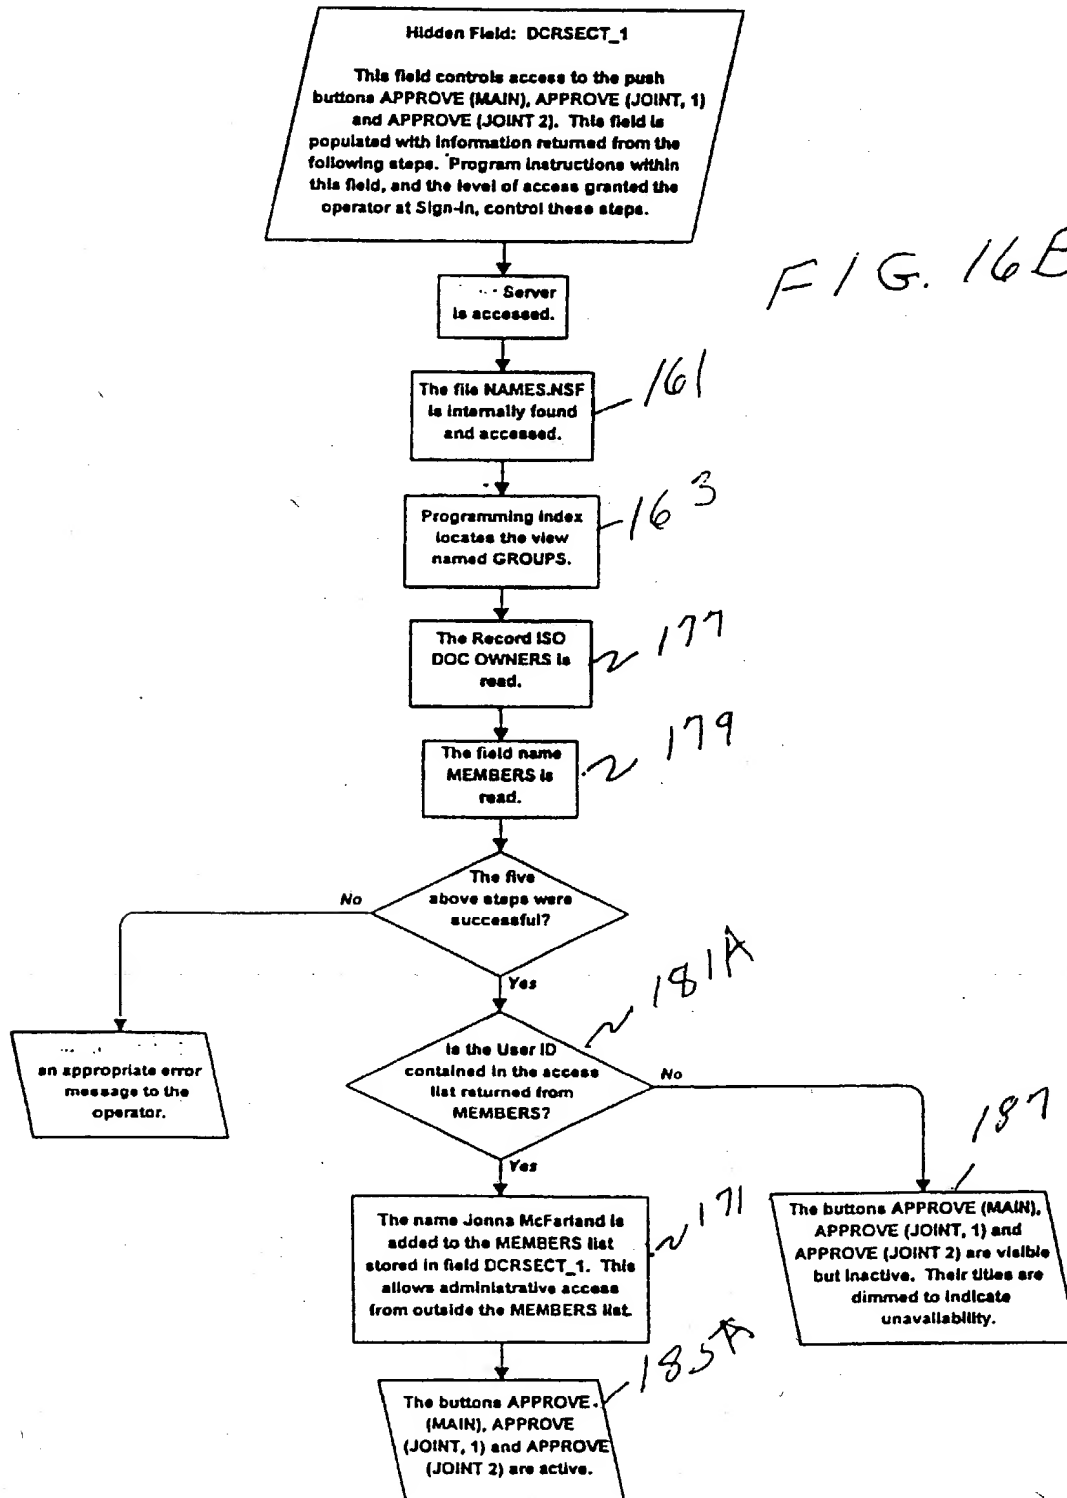 Hidden Field: DCRSECT_1
This field controls access to the push
buttons APPROVE (MAIN), APPROVE (JOINT, 1)
and APPROVE (JOINT 2). This field is
populated with information returned from the
following steps. Program instructions within
this field, and the level of access granted the
operator at Sign-In, control these steps.
FIG. 16B
Server
is accessed.
The file NAMES.NSF
is internally found
and accessed.
161
Programming index
locates the view
named GROUPS.
163
The Record ISO
DOC OWNERS is
read.
177
The field name
MEMBERS is
read.
179
The five
above steps were
successful?
No
Yes
181A
an appropriate error
message to the
operator.
Is the User ID
contained in the access
list returned from
MEMBERS?
No
Yes
187
The name Jonna McFarland is
added to the MEMBERS list
stored in field DCRSECT_1. This
allows administrative access
from outside the MEMBERS list.
171
The buttons APPROVE (MAIN),
APPROVE (JOINT, 1) and
APPROVE (JOINT 2) are visible
but inactive. Their titles are
dimmed to indicate
unavailability.
185A
The buttons APPROVE
(MAIN), APPROVE
(JOINT, 1) and APPROVE
(JOINT 2) are active.